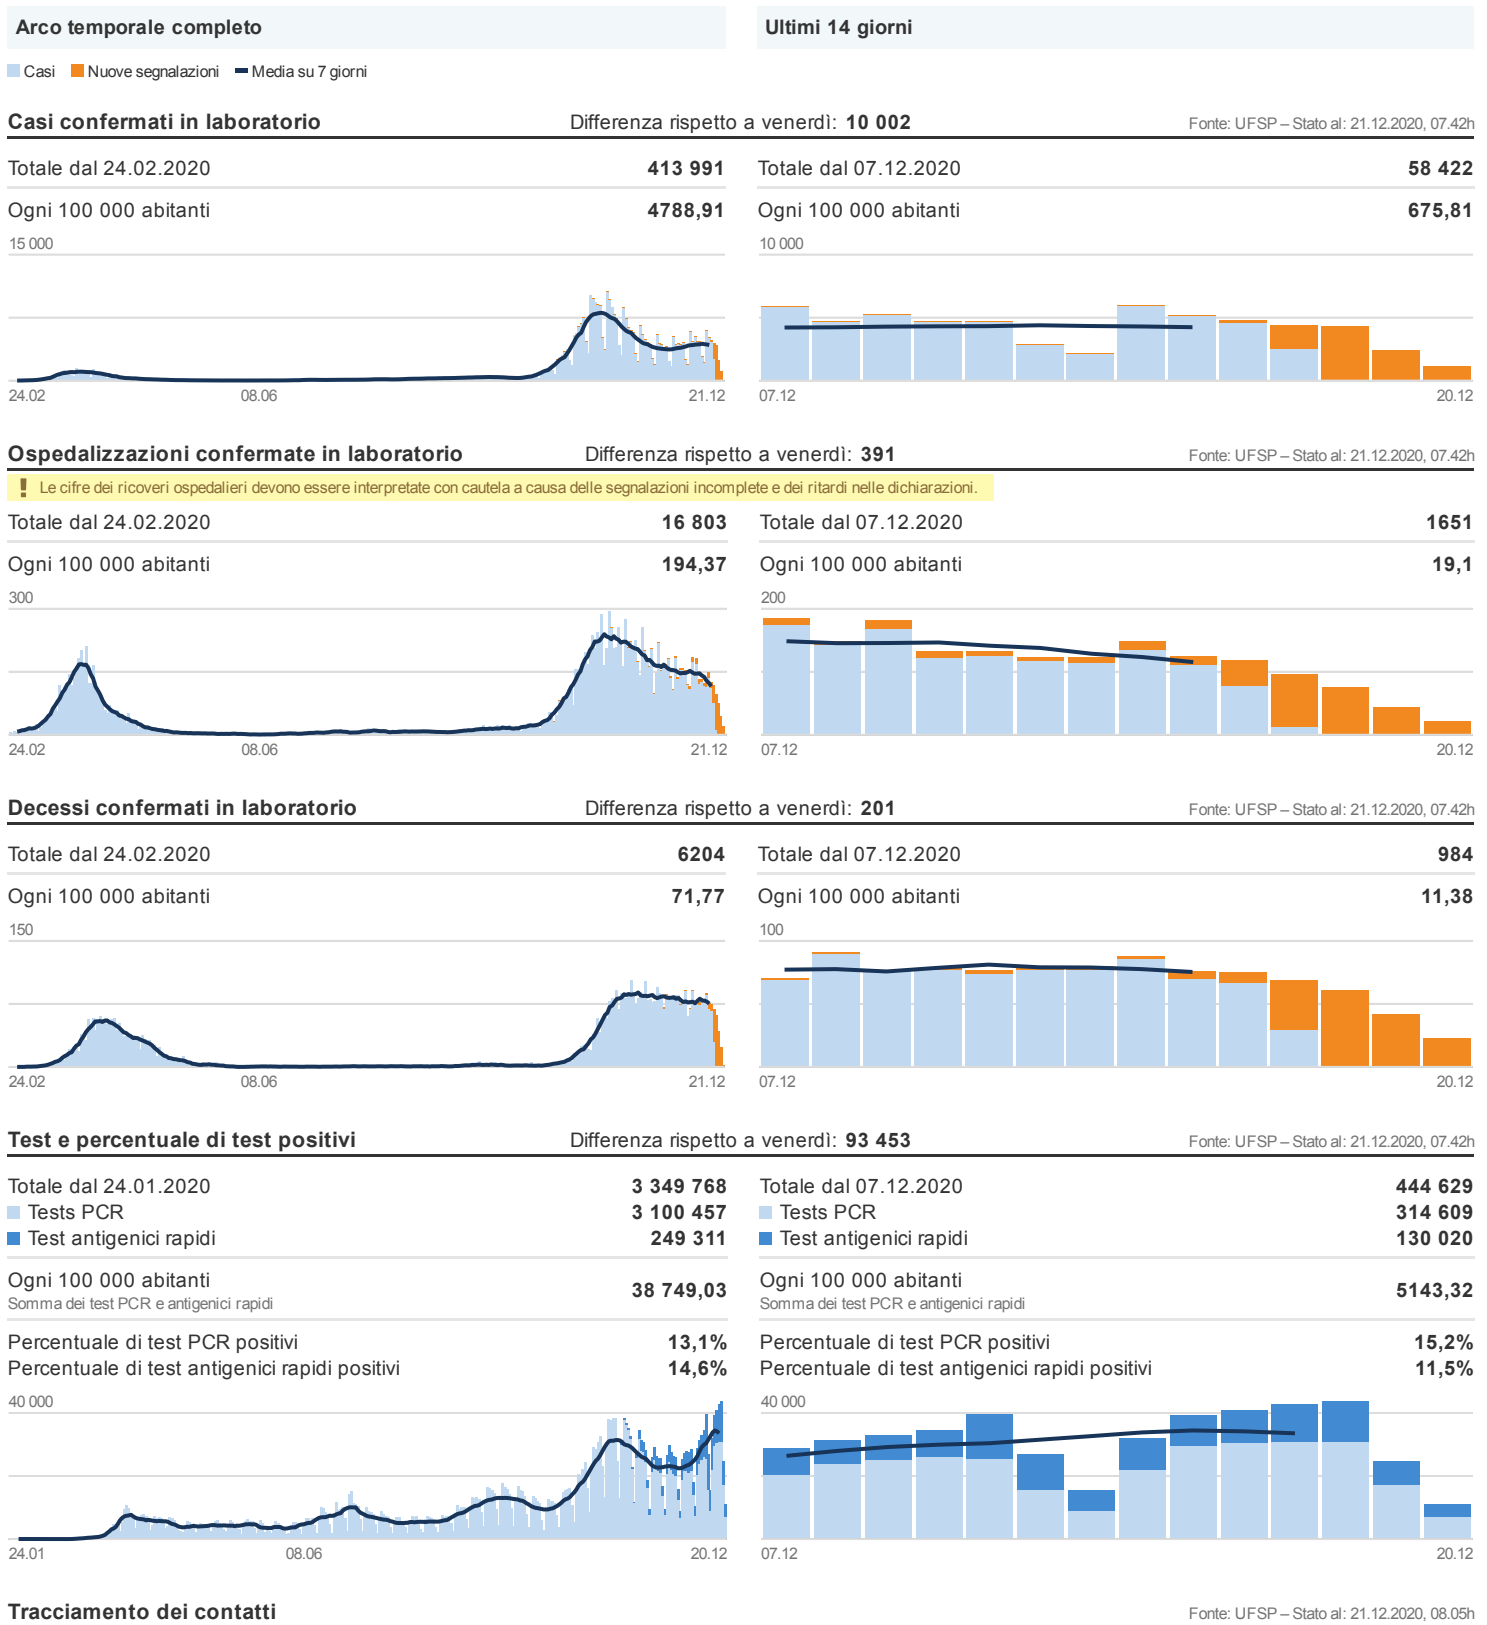 Arco temporale completo
Ultimi 14 giorni
Casi Nuove segnalazioni Media su 7 giorni
Casi confermati in laboratorio Differenza rispetto a venerdì: 10 002 Fonte: UFSP – Stato al: 21.12.2020, 07.42h
Totale dal 24.02.2020 413 991
Ogni 100 000 abitanti 4788,91
15 000
24.02 08.06 21.12
Totale dal 07.12.2020 58 422
Ogni 100 000 abitanti 675,81
10 000
07.12 20.12
Ospedalizzazioni confermate in laboratorio Differenza rispetto a venerdì: 391 Fonte: UFSP – Stato al: 21.12.2020, 07.42h
! Le cifre dei ricoveri ospedalieri devono essere interpretate con cautela a causa delle segnalazioni incomplete e dei ritardi nelle dichiarazioni.
Totale dal 24.02.2020 16 803
Ogni 100 000 abitanti 194,37
300
24.02 08.06 21.12
Totale dal 07.12.2020 1651
Ogni 100 000 abitanti 19,1
200
07.12 20.12
Decessi confermati in laboratorio Differenza rispetto a venerdì: 201 Fonte: UFSP – Stato al: 21.12.2020, 07.42h
Totale dal 24.02.2020 6204
Ogni 100 000 abitanti 71,77
150
24.02 08.06 21.12
Totale dal 07.12.2020 984
Ogni 100 000 abitanti 11,38
100
07.12 20.12
Test e percentuale di test positivi Differenza rispetto a venerdì: 93 453 Fonte: UFSP – Stato al: 21.12.2020, 07.42h
Totale dal 24.01.2020 3 349 768
Tests PCR 3 100 457
Test antigenici rapidi 249 311
Ogni 100 000 abitanti 38 749,03
Somma dei test PCR e antigenici rapidi
Percentuale di test PCR positivi 13,1%
Percentuale di test antigenici rapidi positivi 14,6%
40 000
24.01 08.06 20.12
Totale dal 07.12.2020 444 629
Tests PCR 314 609
Test antigenici rapidi 130 020
Ogni 100 000 abitanti 5143,32
Somma dei test PCR e antigenici rapidi
Percentuale di test PCR positivi 15,2%
Percentuale di test antigenici rapidi positivi 11,5%
40 000
07.12 20.12
Tracciamento dei contatti Fonte: UFSP – Stato al: 21.12.2020, 08.05h